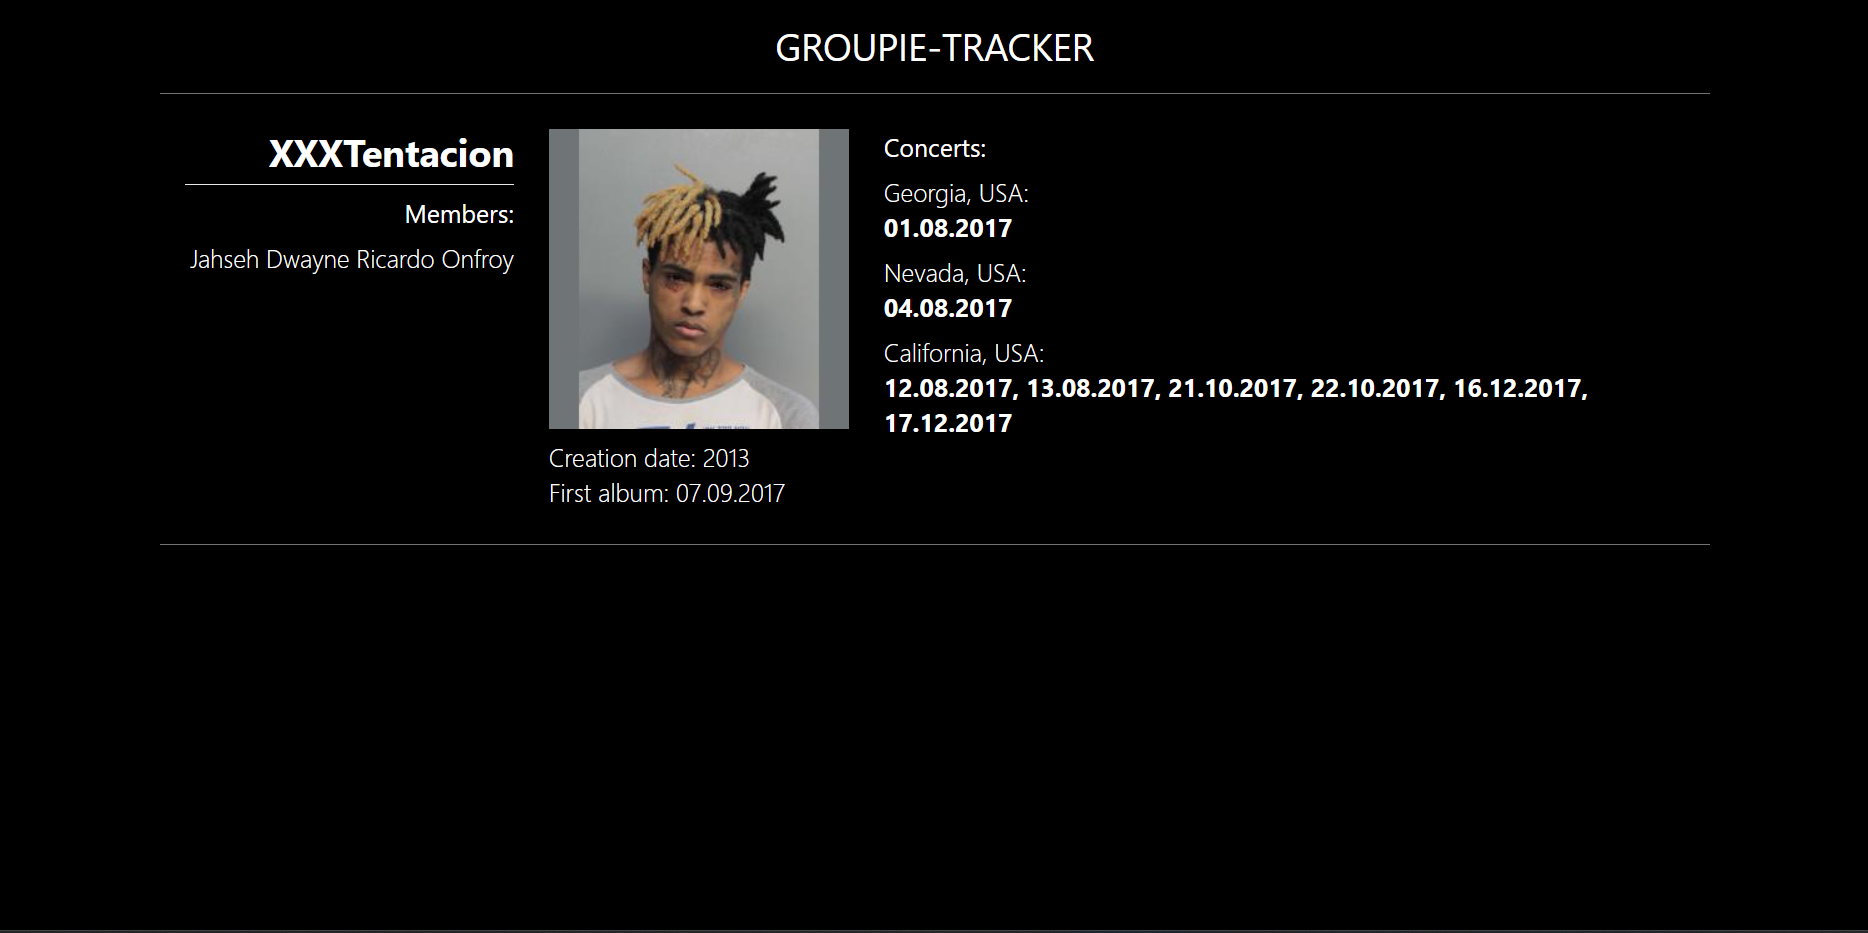 GROUPIE-TRACKER
XXXTentacion
Members:
Jahseh Dwayne Ricardo Onfroy
Creation date: 2013
First album: 07.09.2017
Concerts:
Georgia, USA:
01.08.2017
Nevada, USA:
04.08.2017
California, USA:
12.08.2017, 13.08.2017, 21.10.2017, 22.10.2017, 16.12.2017,
17.12.2017